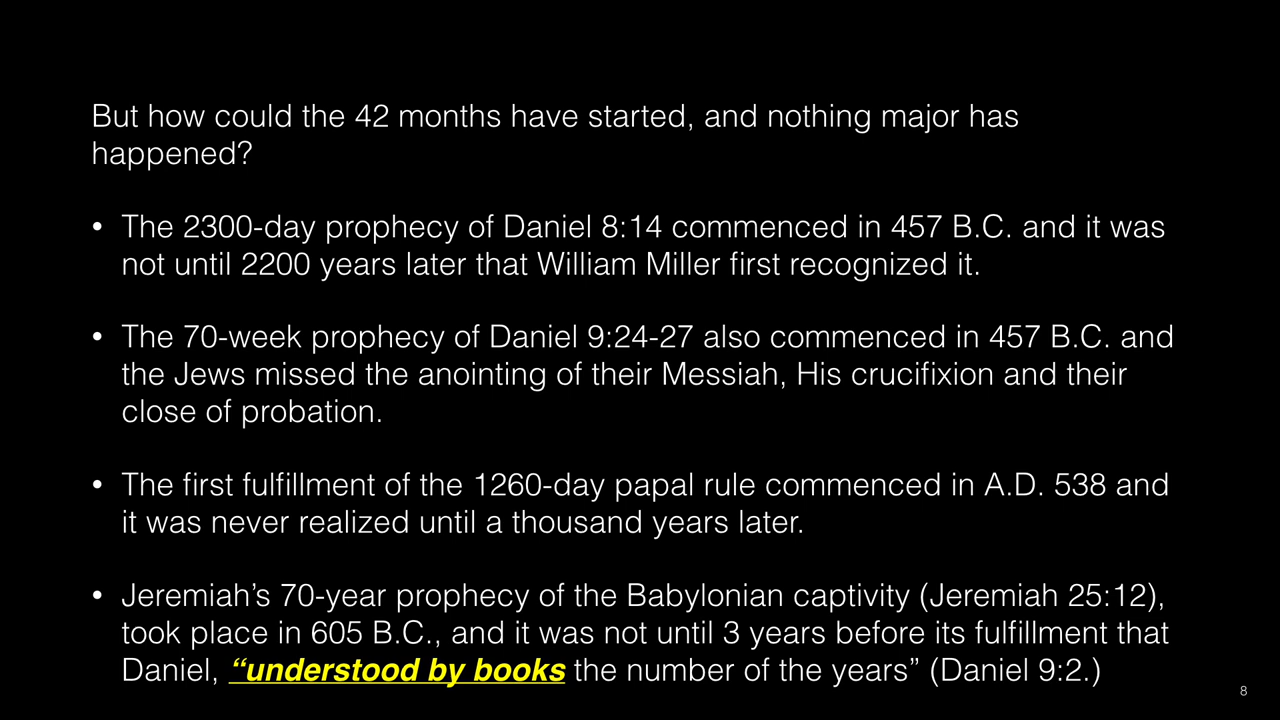 But how could the 42 months have started, and nothing major has
happened?
• The 2300-day prophecy of Daniel 8:14 commenced in 457 B.C. and it was
not until 2200 years later that William Miller first recognized it.
• The 70-week prophecy of Daniel 9:24-27 also commenced in 457 B.C. and
the Jews missed the anointing of their Messiah, His crucifixion and their
close of probation.
• The first fulfillment of the 1260-day papal rule commenced in A.D. 538 and
it was never realized until a thousand years later.
• Jeremiah’s 70-year prophecy of the Babylonian captivity (Jeremiah 25:12),
took place in 605 B.C., and it was not until 3 years before its fulfillment that
Daniel, “understood by books the number of the years” (Daniel 9:2.)
8